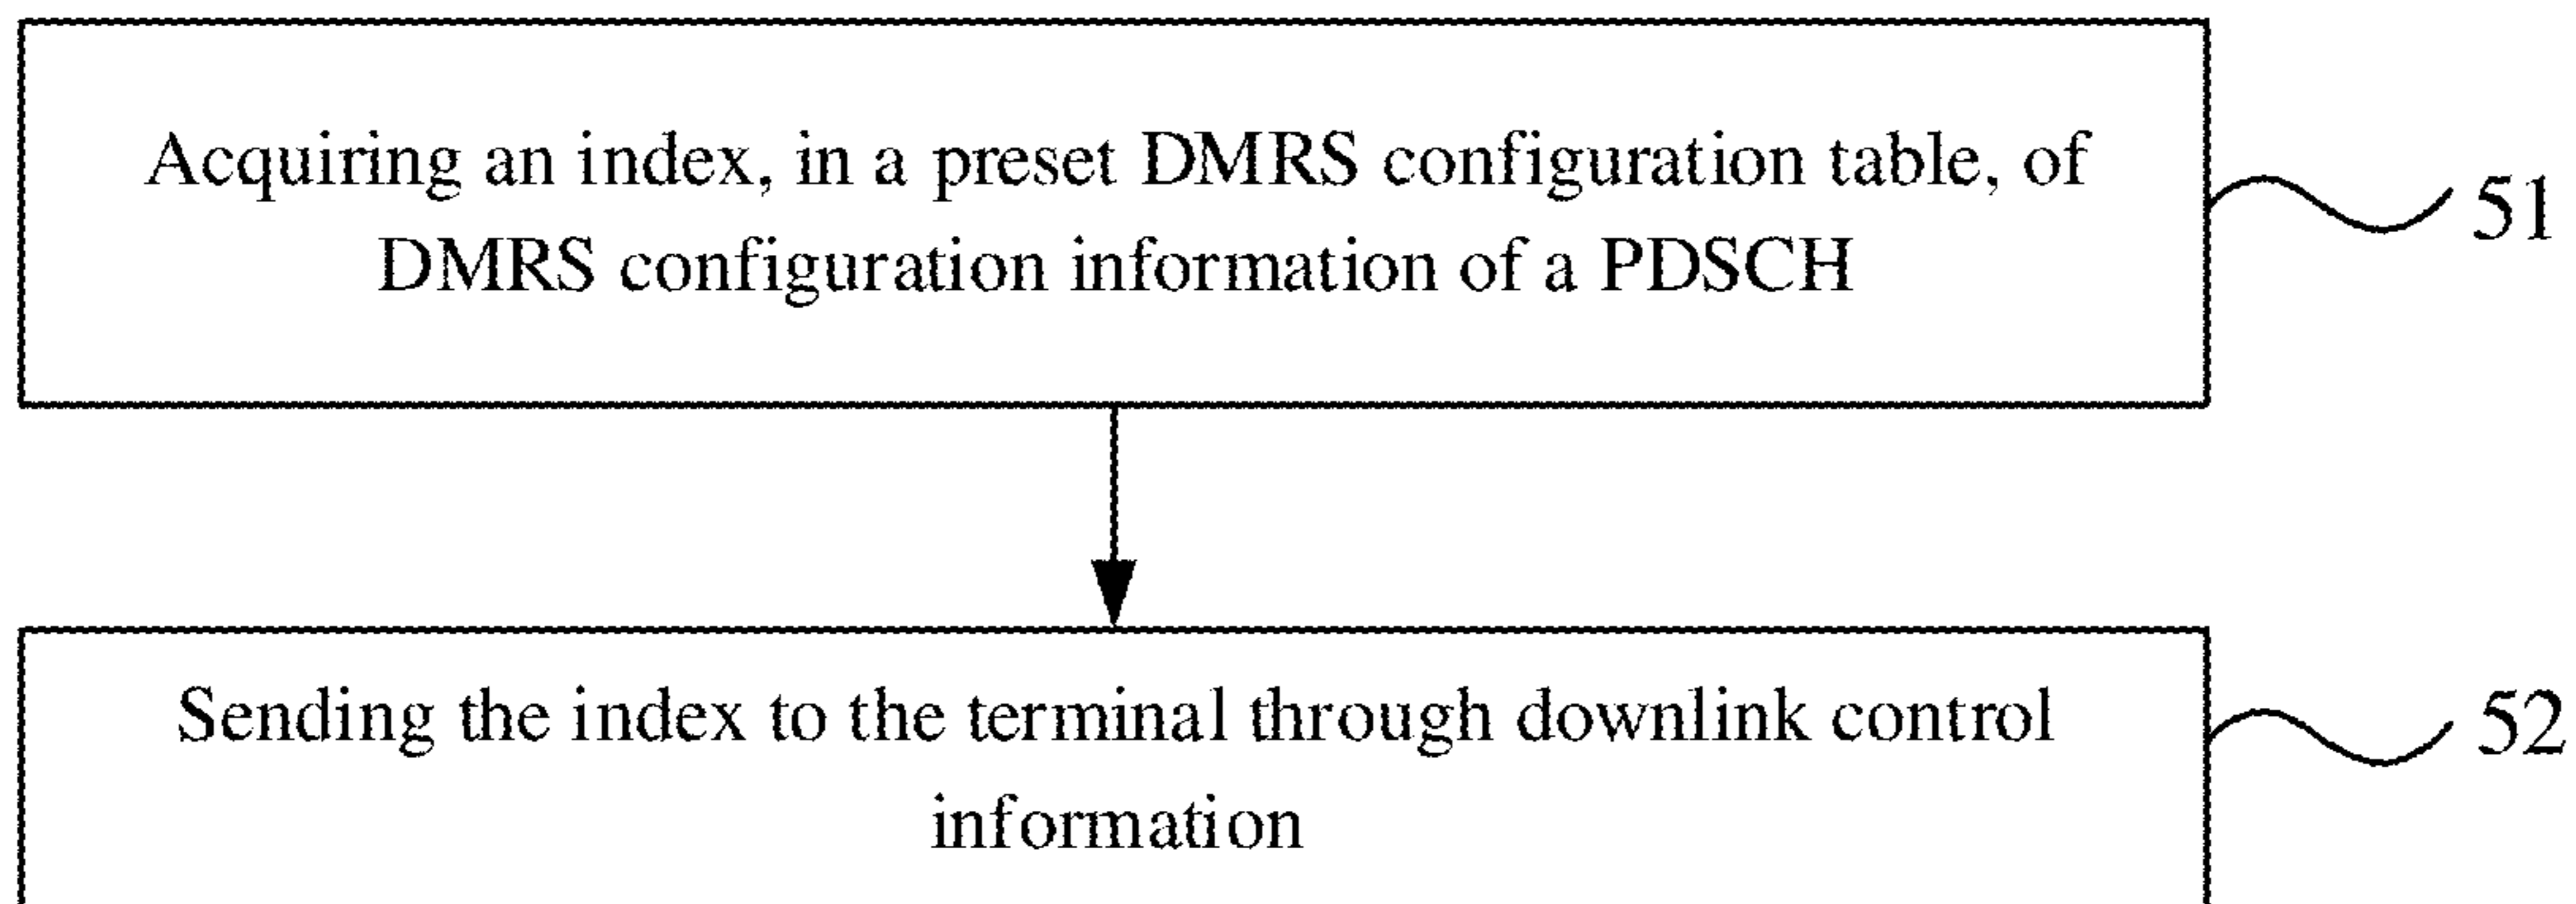 Acquiring an index, in a preset DMRS configuration table, of
DMRS configuration information of a PDSCH
51
Sending the index to the terminal through downlink control
information
52